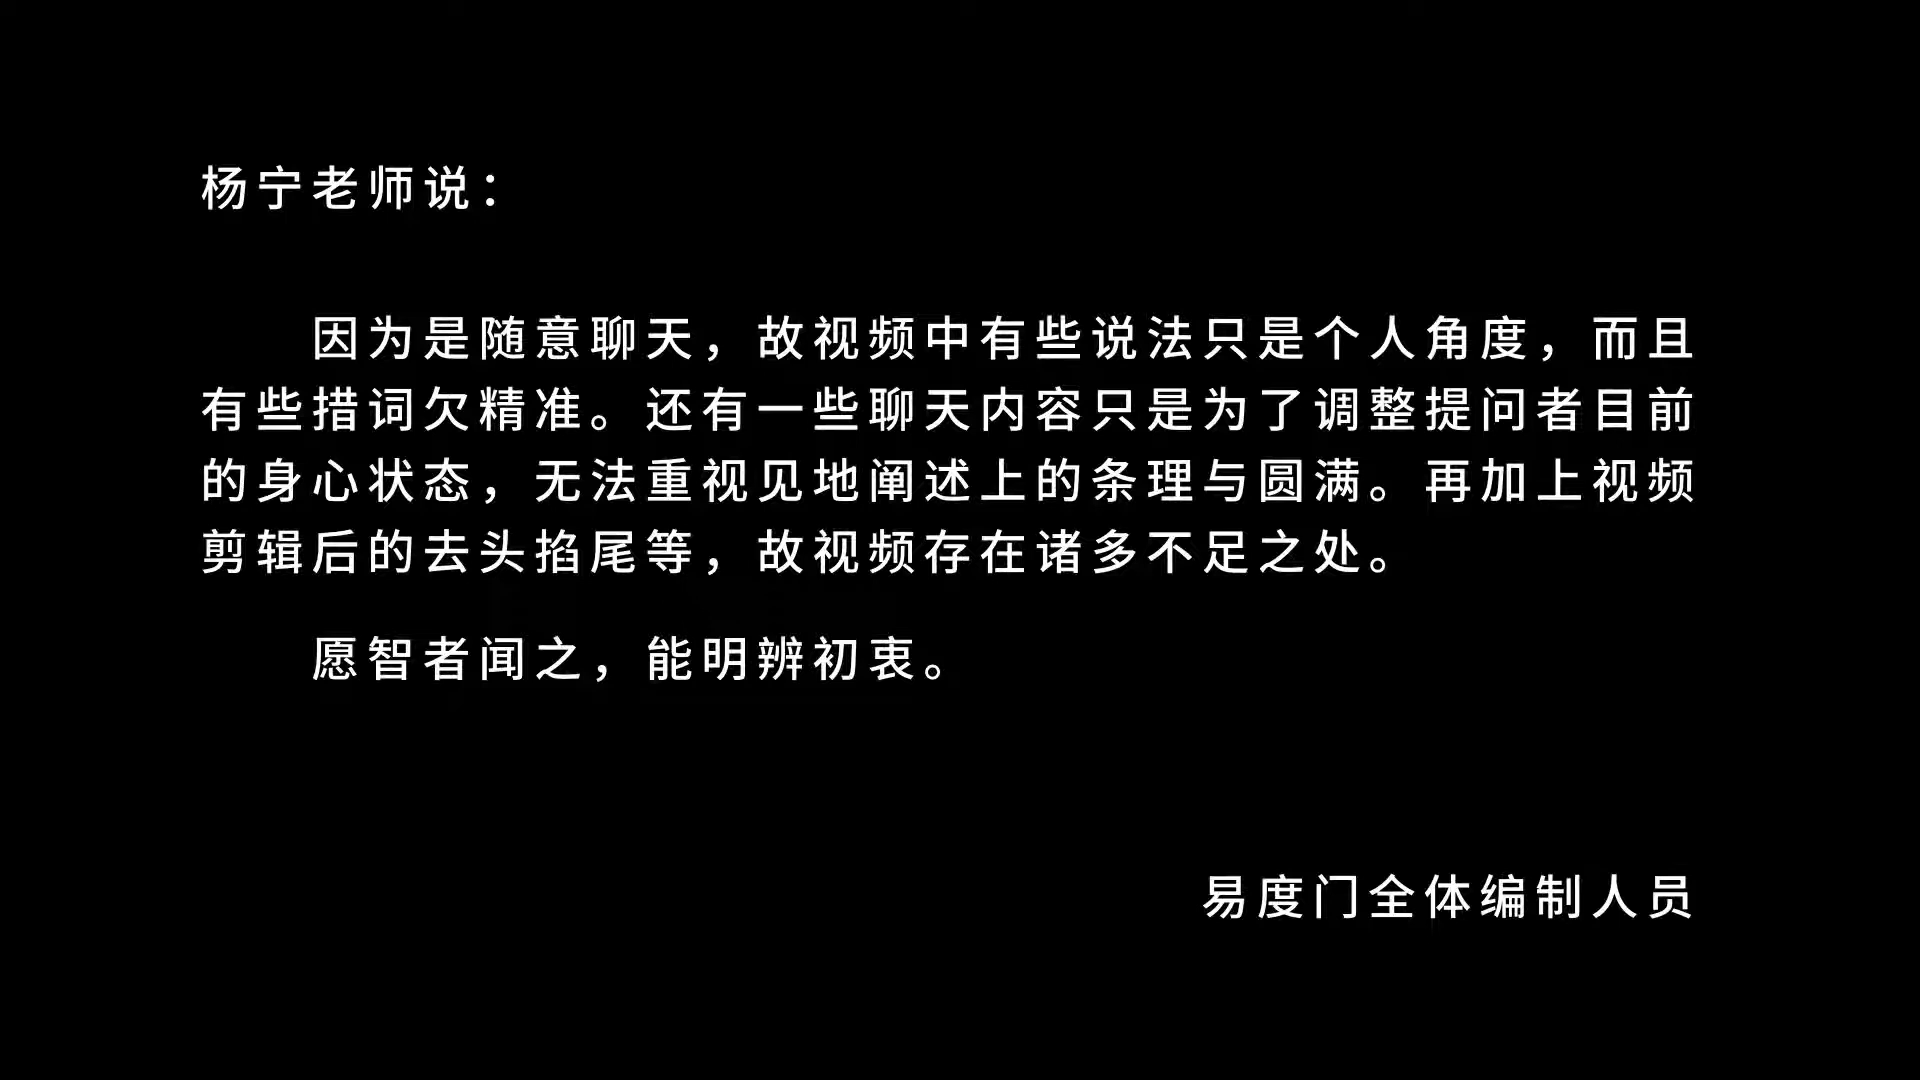 杨宁老师说：
因为是随意聊天，故视频中有些说法只是个人角度，而且
有些措词欠精准。还有一些聊天内容只是为了调整提问者目前
的身心状态，无法重视见地阐述上的条理与圆满。再加上视频
剪辑后的去头掐尾等，故视频存在诸多不足之处。
愿智者闻之，能明辨初衷。
易度门全体编制人员